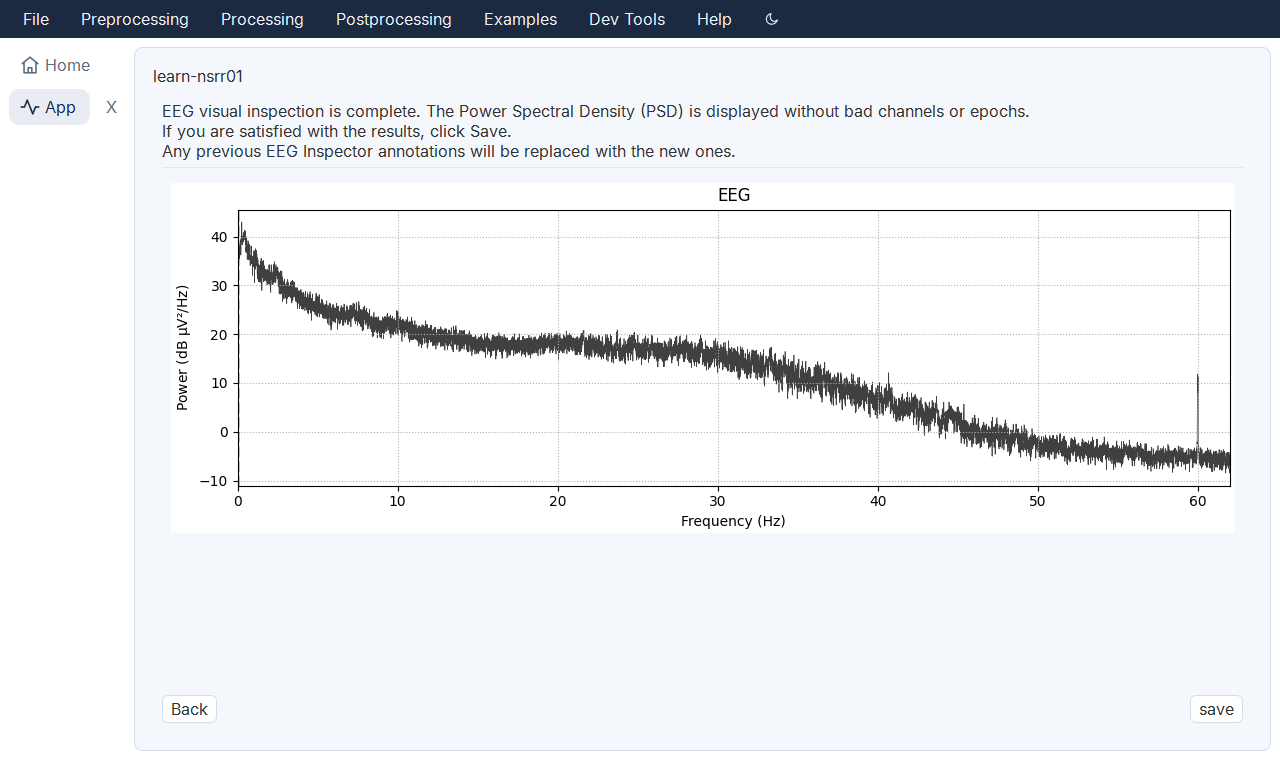 File Preprocessing Processing Postprocessing Examples Dev Tools Help
Home
App X
learn-nsrr01
EEG visual inspection is complete. The Power Spectral Density (PSD) is displayed without bad channels or epochs.
If you are satisfied with the results, click Save.
Any previous EEG Inspector annotations will be replaced with the new ones.
EEG
Power (dB µV²/Hz)
40
30
20
10
0
−10
0 10 20 30 40 50 60
Frequency (Hz)
Back save